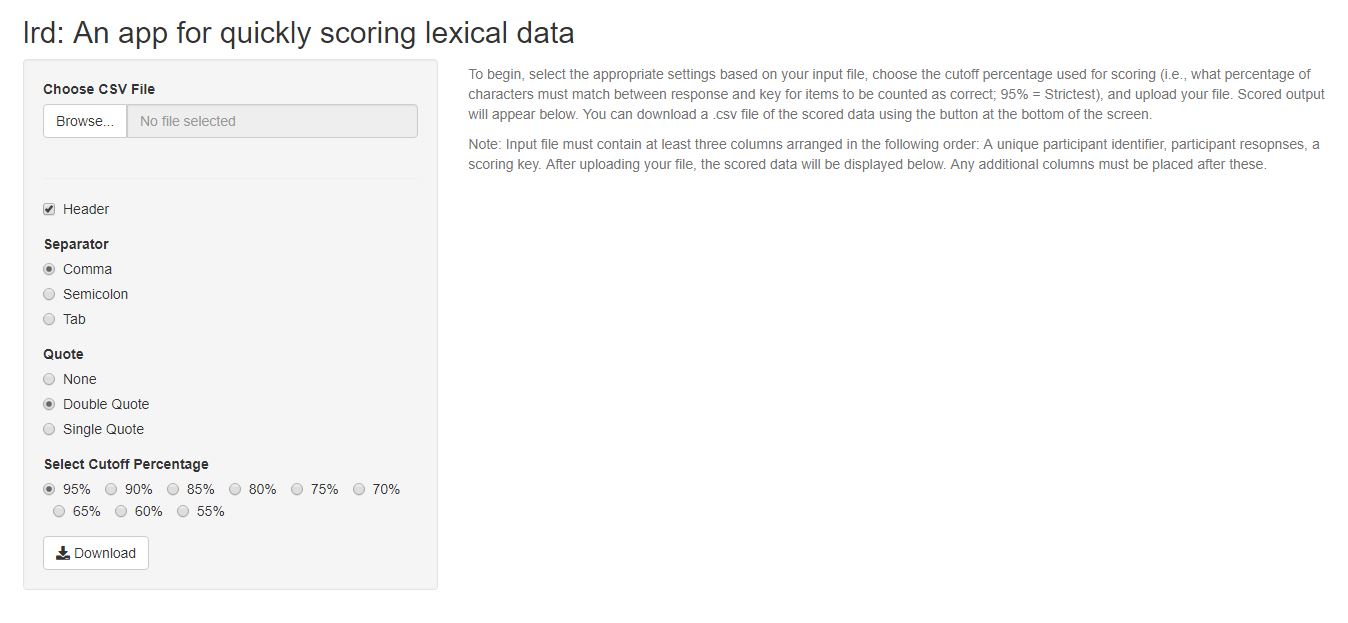 lrd: An app for quickly scoring lexical data
Choose CSV File
Browse... No file selected
Header
Separator
Comma
Semicolon
Tab
Quote
None
Double Quote
Single Quote
Select Cutoff Percentage
95% 90% 85% 80% 75% 70%
65% 60% 55%
Download
To begin, select the appropriate settings based on your input file, choose the cutoff percentage used for scoring (i.e., what percentage of
characters must match between response and key for items to be counted as correct; 95% = Strictest), and upload your file. Scored output
will appear below. You can download a .csv file of the scored data using the button at the bottom of the screen.
Note: Input file must contain at least three columns arranged in the following order: A unique participant identifier, participant resopnses, a
scoring key. After uploading your file, the scored data will be displayed below. Any additional columns must be placed after these.